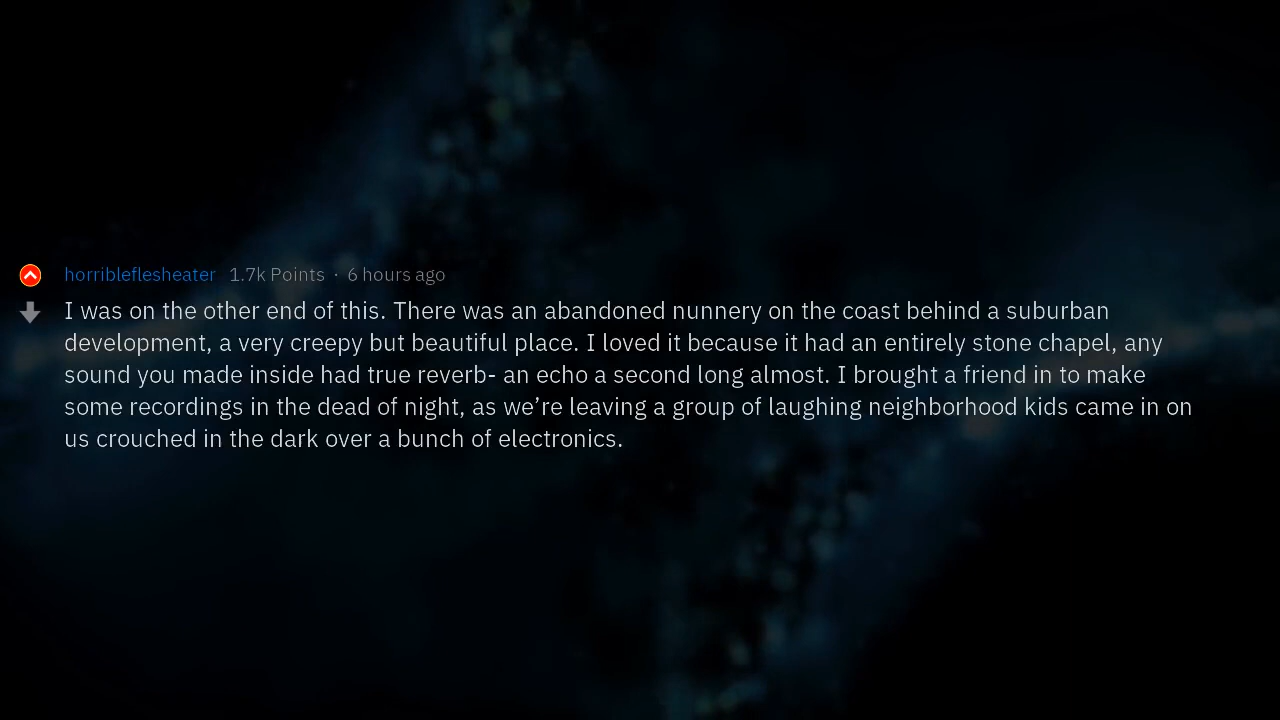 horribleflesheater 1.7k Points · 6 hours ago
I was on the other end of this. There was an abandoned nunnery on the coast behind a suburban
development, a very creepy but beautiful place. I loved it because it had an entirely stone chapel, any
sound you made inside had true reverb- an echo a second long almost. I brought a friend in to make
some recordings in the dead of night, as we’re leaving a group of laughing neighborhood kids came in on
us crouched in the dark over a bunch of electronics.